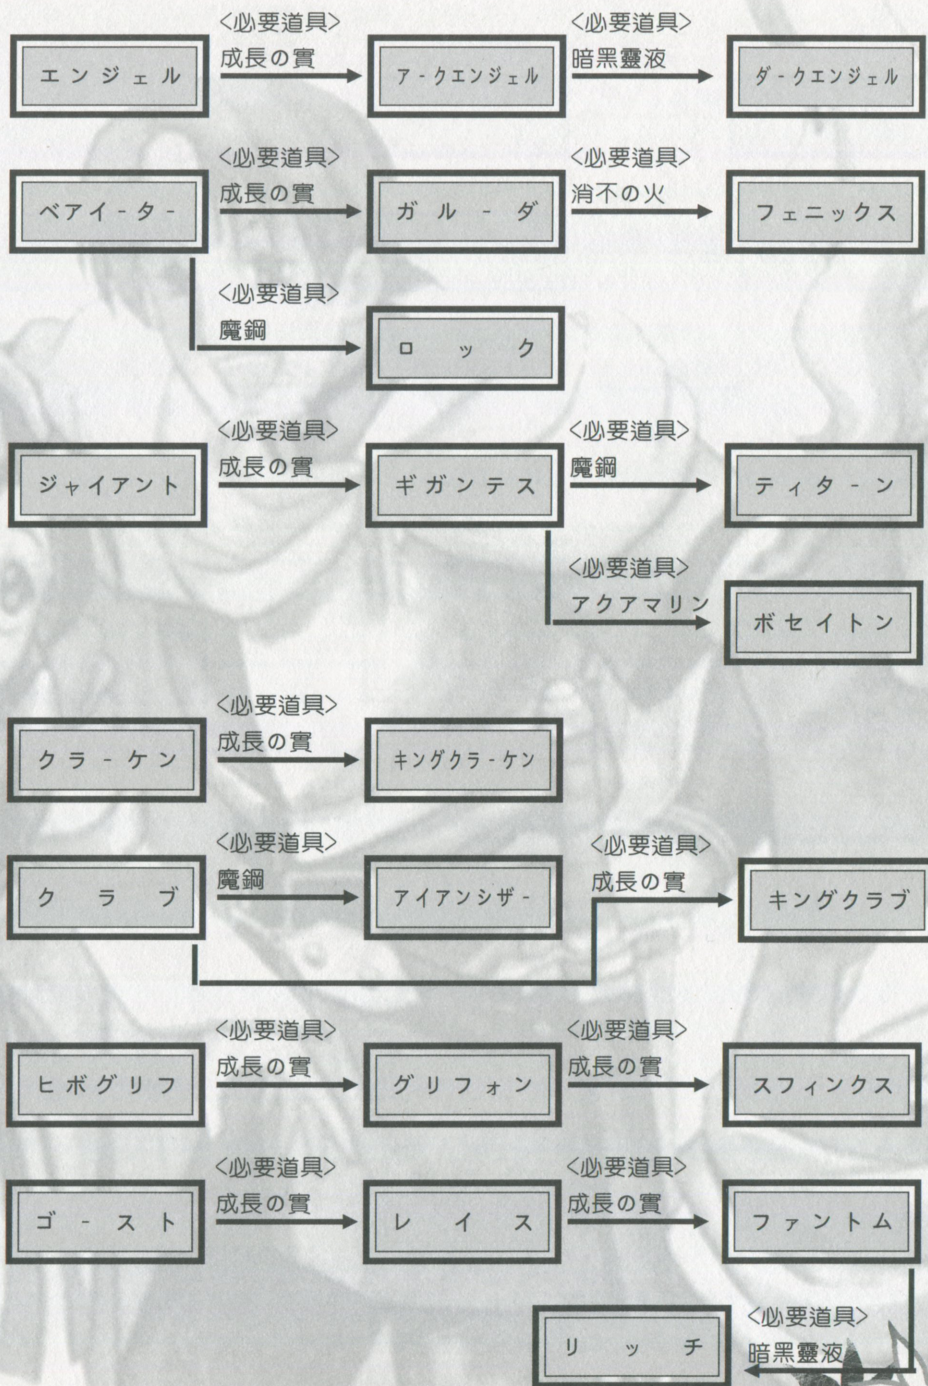 <必要道具>
成長の實
<必要道具>
暗黑靈液
エンジェル
ア-クエンジェル
ダ-クエンジェル
<必要道具>
成長の實
<必要道具>
消不の火
ベアイ-タ-
ガル-ダ
フェニックス
<必要道具>
魔鋼
ロック
<必要道具>
成長の實
<必要道具>
魔鋼
ジャイアント
ギガンテス
ティタ-ン
<必要道具>
アクアマリン
ボセイトン
<必要道具>
成長の實
クラ-ケン
キングクラ-ケン
<必要道具>
魔鋼
<必要道具>
成長の實
クラブ
アイアンシザ-
キングクラブ
<必要道具>
成長の實
<必要道具>
成長の實
ヒボグリフ
グリフォン
スフィンクス
<必要道具>
成長の實
<必要道具>
成長の實
ゴ-スト
レイス
ファントム
<必要道具>
暗黑靈液
リッチ